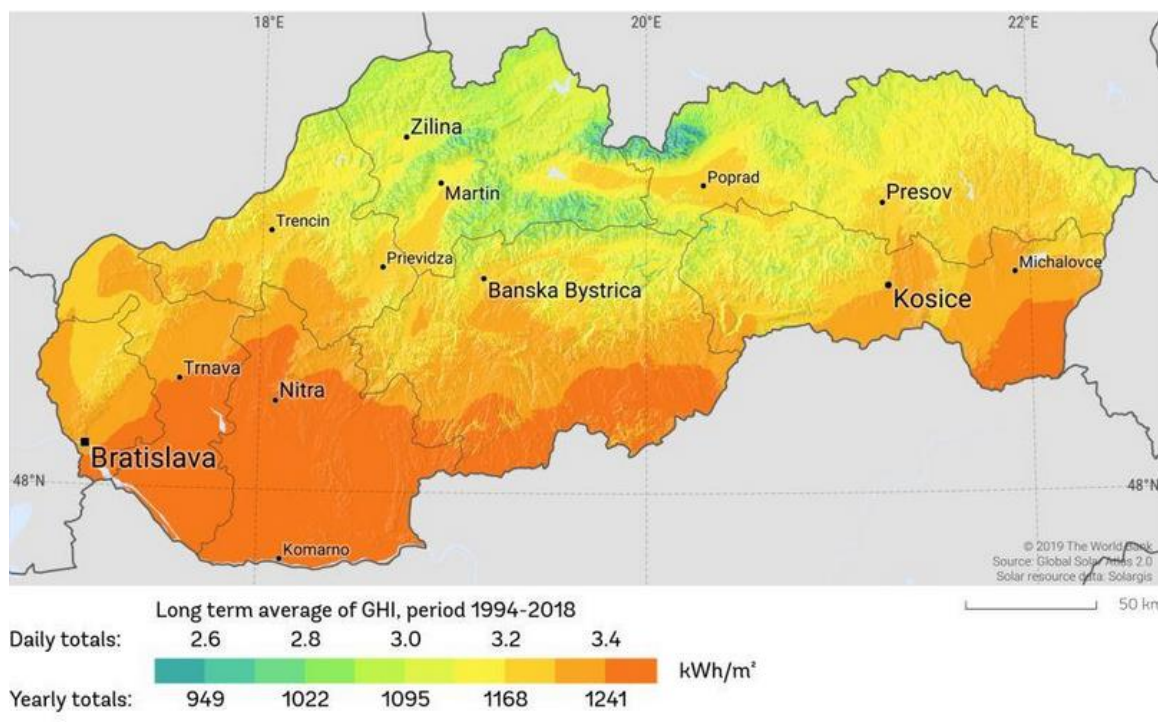 18°E 20°E 22°E
Zilina
Martin
Poprad
Presov
Trencin
Prievidza
Michalovce
Banska Bystrica
Kosice
Trnava
Nitra
Bratislava
48°N 48°N
Komarno
© 2019 The World Bank
Source: Global Solar Atlas 2.0
Solar resource data: Solargis
50 km
Long term average of GHI, period 1994-2018
Daily totals: 2.6 2.8 3.0 3.2 3.4
kWh/m²
Yearly totals: 949 1022 1095 1168 1241